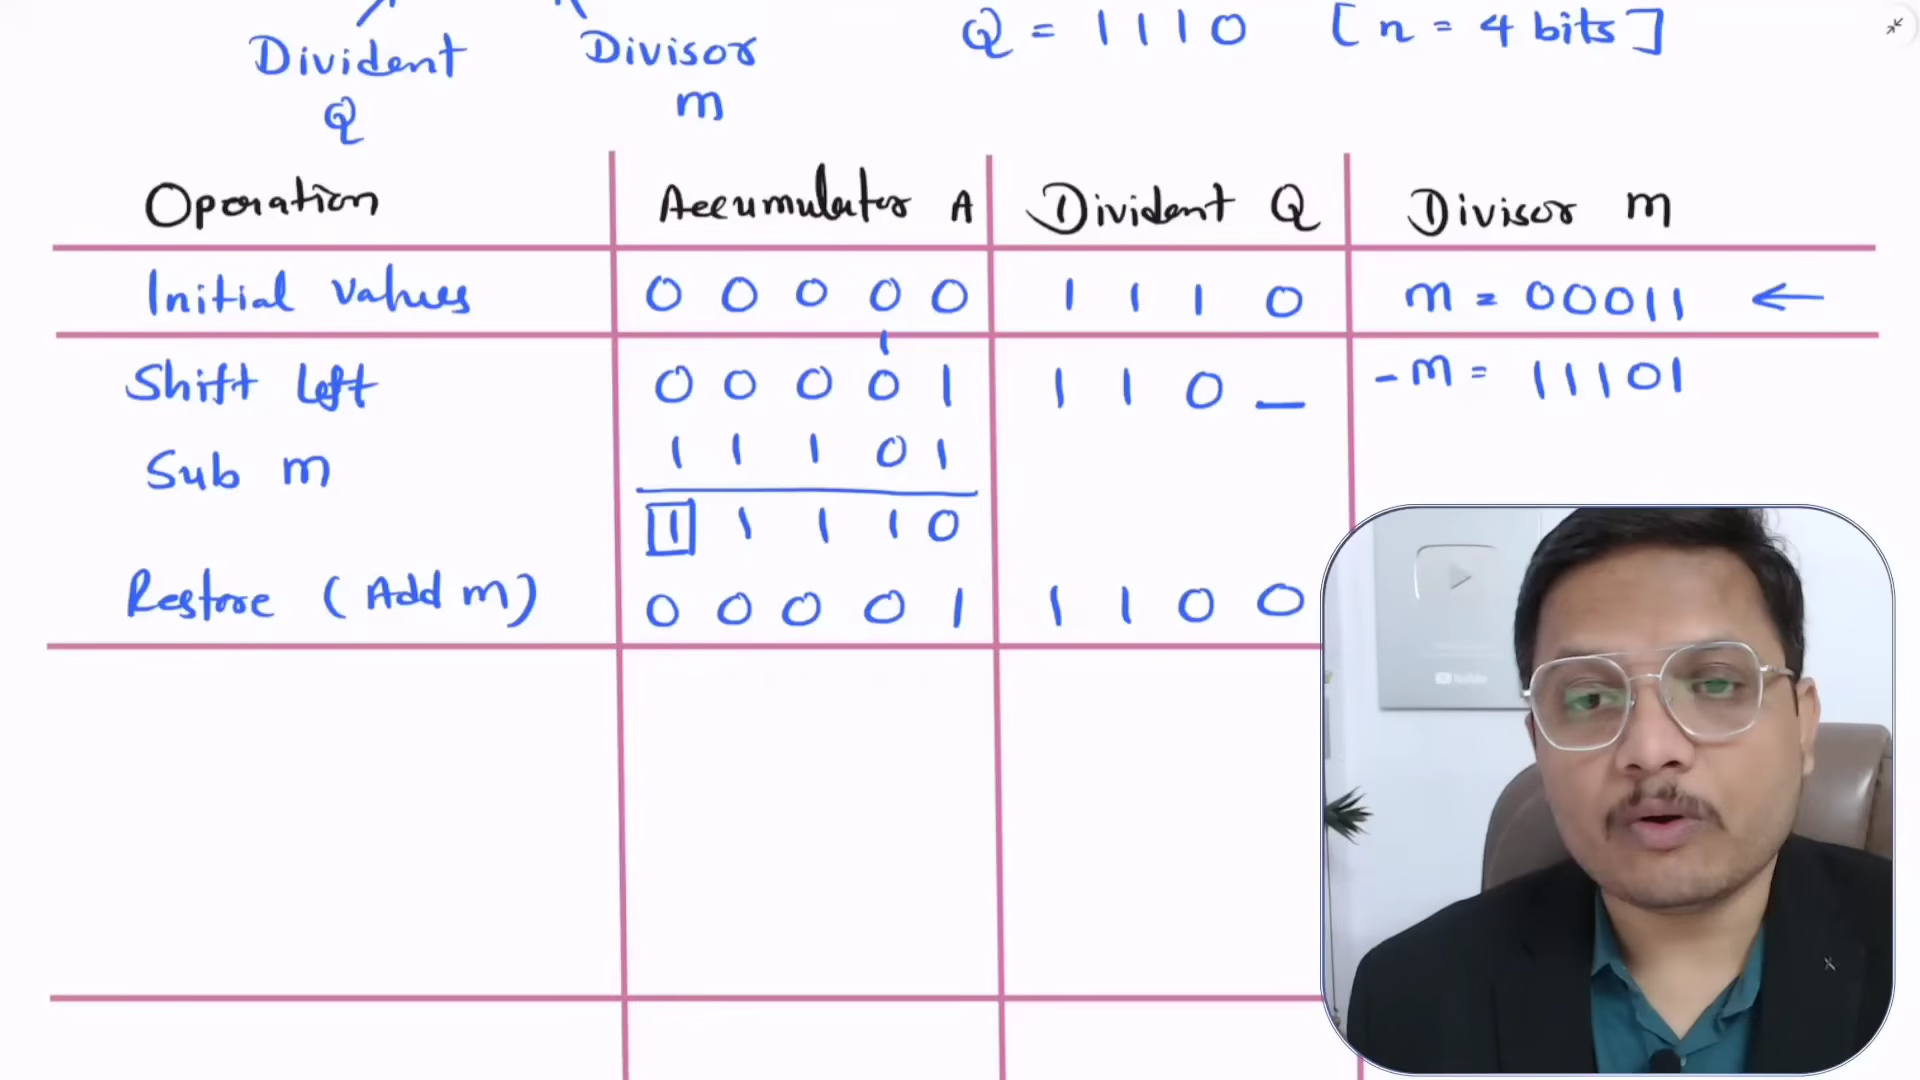 Divident Divisor Q = 1110 [n = 4 bits]
Q m
Operation Accumulator A Divident Q Divisor m
Initial values 0 0 0 0 0 1 1 1 0 m = 00011 ←
1
Shift left 0 0 0 0 1 1 1 0 _ -m = 11101
Sub m 1 1 1 0 1
1 1 1 1 0
Restore (Add m) 0 0 0 0 1 1 1 0 0
YouTube